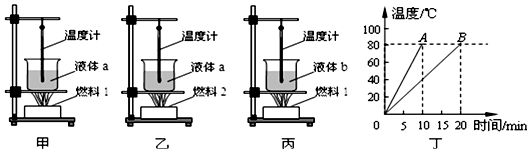 温度计
液体 a
燃料 1
甲
温度计
液体 a
燃料 2
乙
温度计
液体 b
燃料 1
丙
温度/℃
100
80
60
40
20
0
A
B
5
10
15
20
时间/min
丁